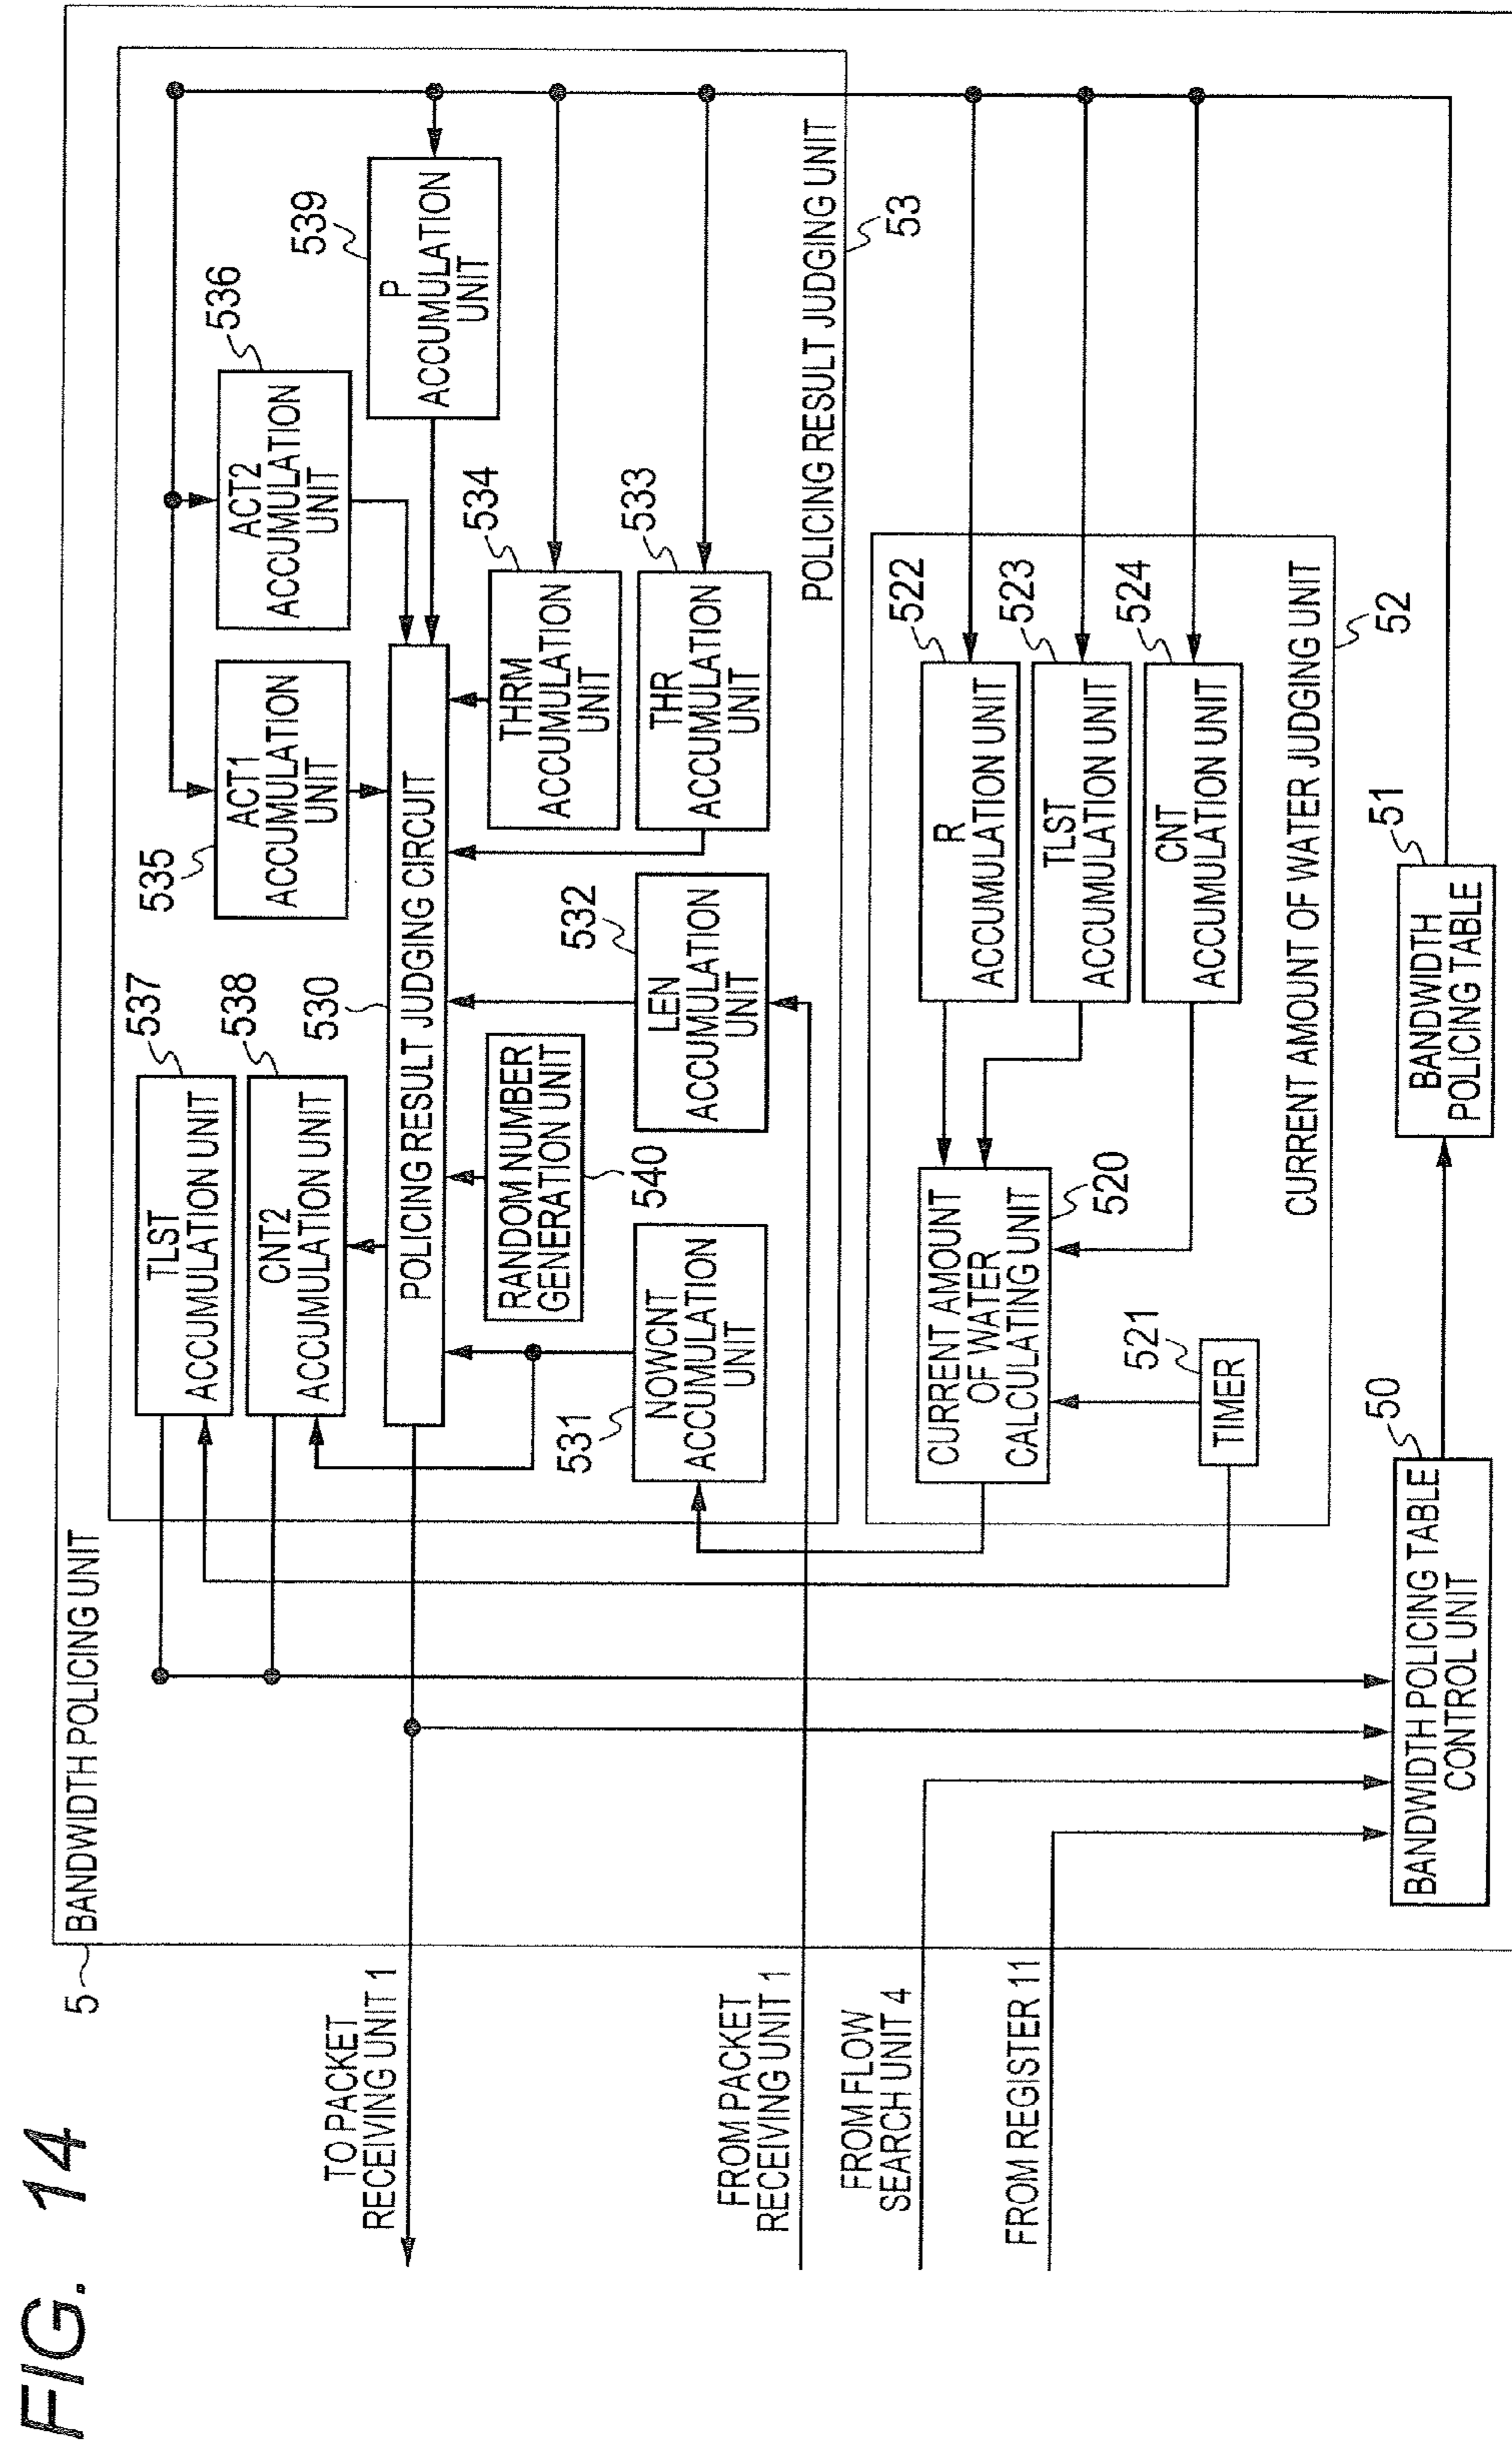 FIG. 14
5
BANDWIDTH POLICING UNIT
TO PACKET
RECEIVING UNIT 1
FROM PACKET
RECEIVING UNIT 1
FROM FLOW
SEARCH UNIT 4
FROM REGISTER 11
537
TLST
ACCUMULATION UNIT
538
CNT2
ACCUMULATION UNIT
530
POLICING RESULT JUDGING CIRCUIT
535
ACT1
ACCUMULATION
UNIT
536
ACT2
ACCUMULATION
UNIT
539
P
ACCUMULATION
UNIT
RANDOM NUMBER
GENERATION UNIT
540
531
NOWCNT
ACCUMULATION
UNIT
532
LEN
ACCUMULATION
UNIT
534
THRM
ACCUMULATION
UNIT
533
THR
ACCUMULATION
UNIT
POLICING RESULT JUDGING UNIT
53
CURRENT AMOUNT
OF WATER
CALCULATING UNIT
520
521
TIMER
522
R
ACCUMULATION UNIT
523
TLST
ACCUMULATION UNIT
524
CNT
ACCUMULATION UNIT
CURRENT AMOUNT OF WATER JUDGING UNIT
52
50
BANDWIDTH POLICING TABLE
CONTROL UNIT
51
BANDWIDTH
POLICING TABLE